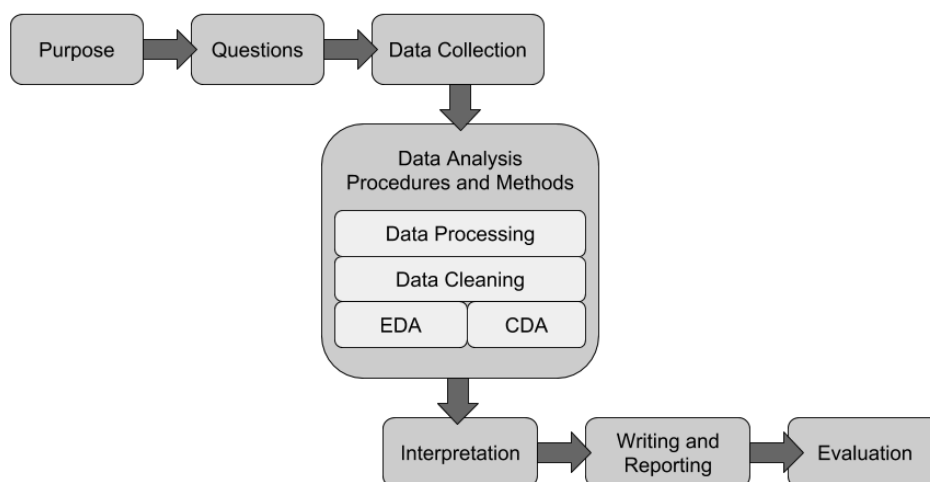 Purpose
Questions
Data Collection
Data Analysis
Procedures and Methods
Data Processing
Data Cleaning
EDA
CDA
Interpretation
Writing and
Reporting
Evaluation